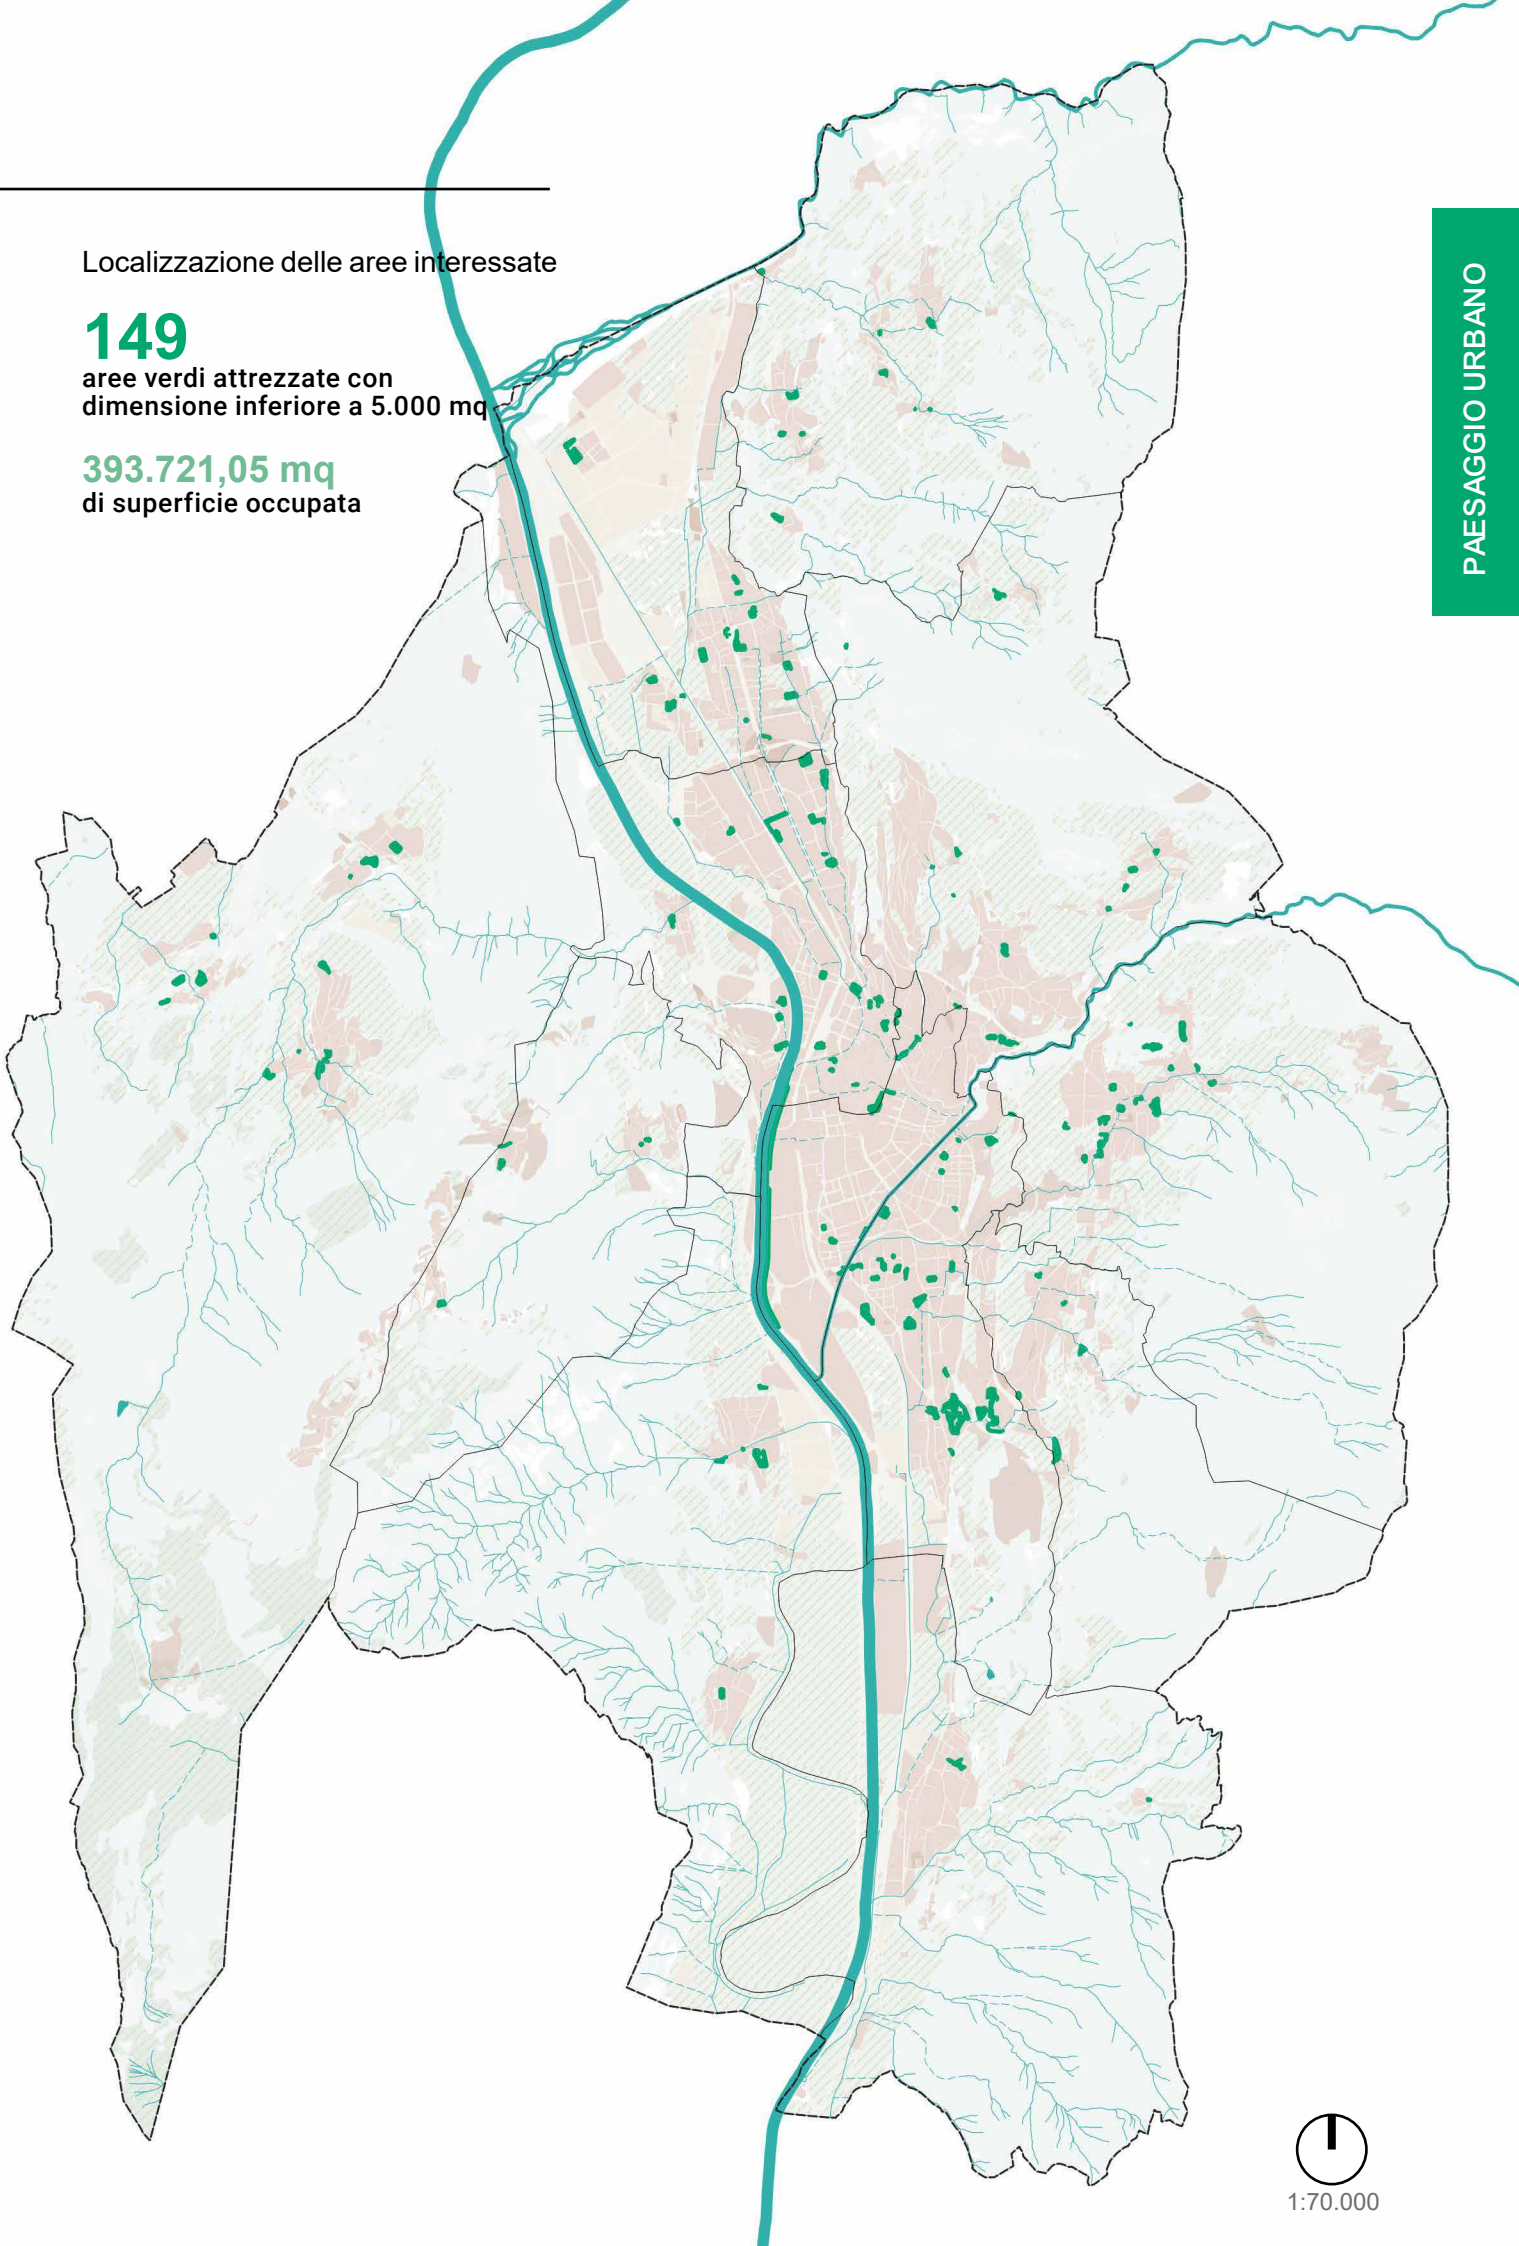 Localizzazione delle aree interessate
149
aree verdi attrezzate con
dimensione inferiore a 5.000 mq
393.721,05 mq
di superficie occupata
PAESAGGIO URBANO
1:70.000